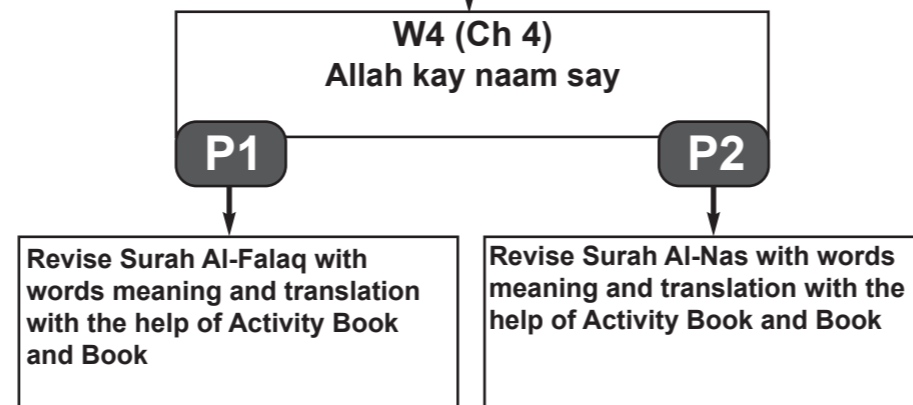 W4 (Ch 4)
Allah kay naam say
P1
P2
Revise Surah Al-Falaq with
words meaning and translation
with the help of Activity Book
and Book
Revise Surah Al-Nas with words
meaning and translation with the
help of Activity Book and Book